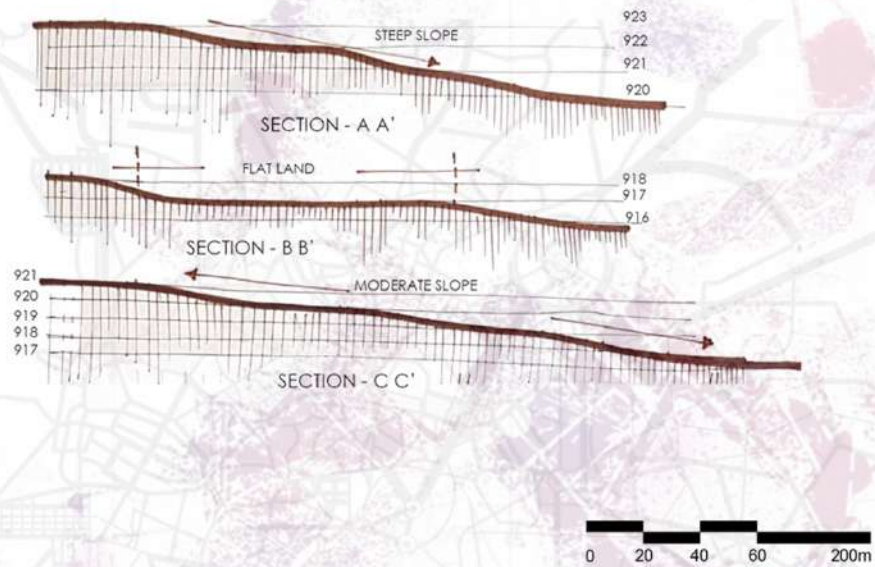 923
STEEP SLOPE
922
921
920
SECTION - A A'
FLAT LAND
918
917
916
SECTION - B B'
921
MODERATE SLOPE
920
919
918
917
SECTION - C C'
0 20 40 60 200m